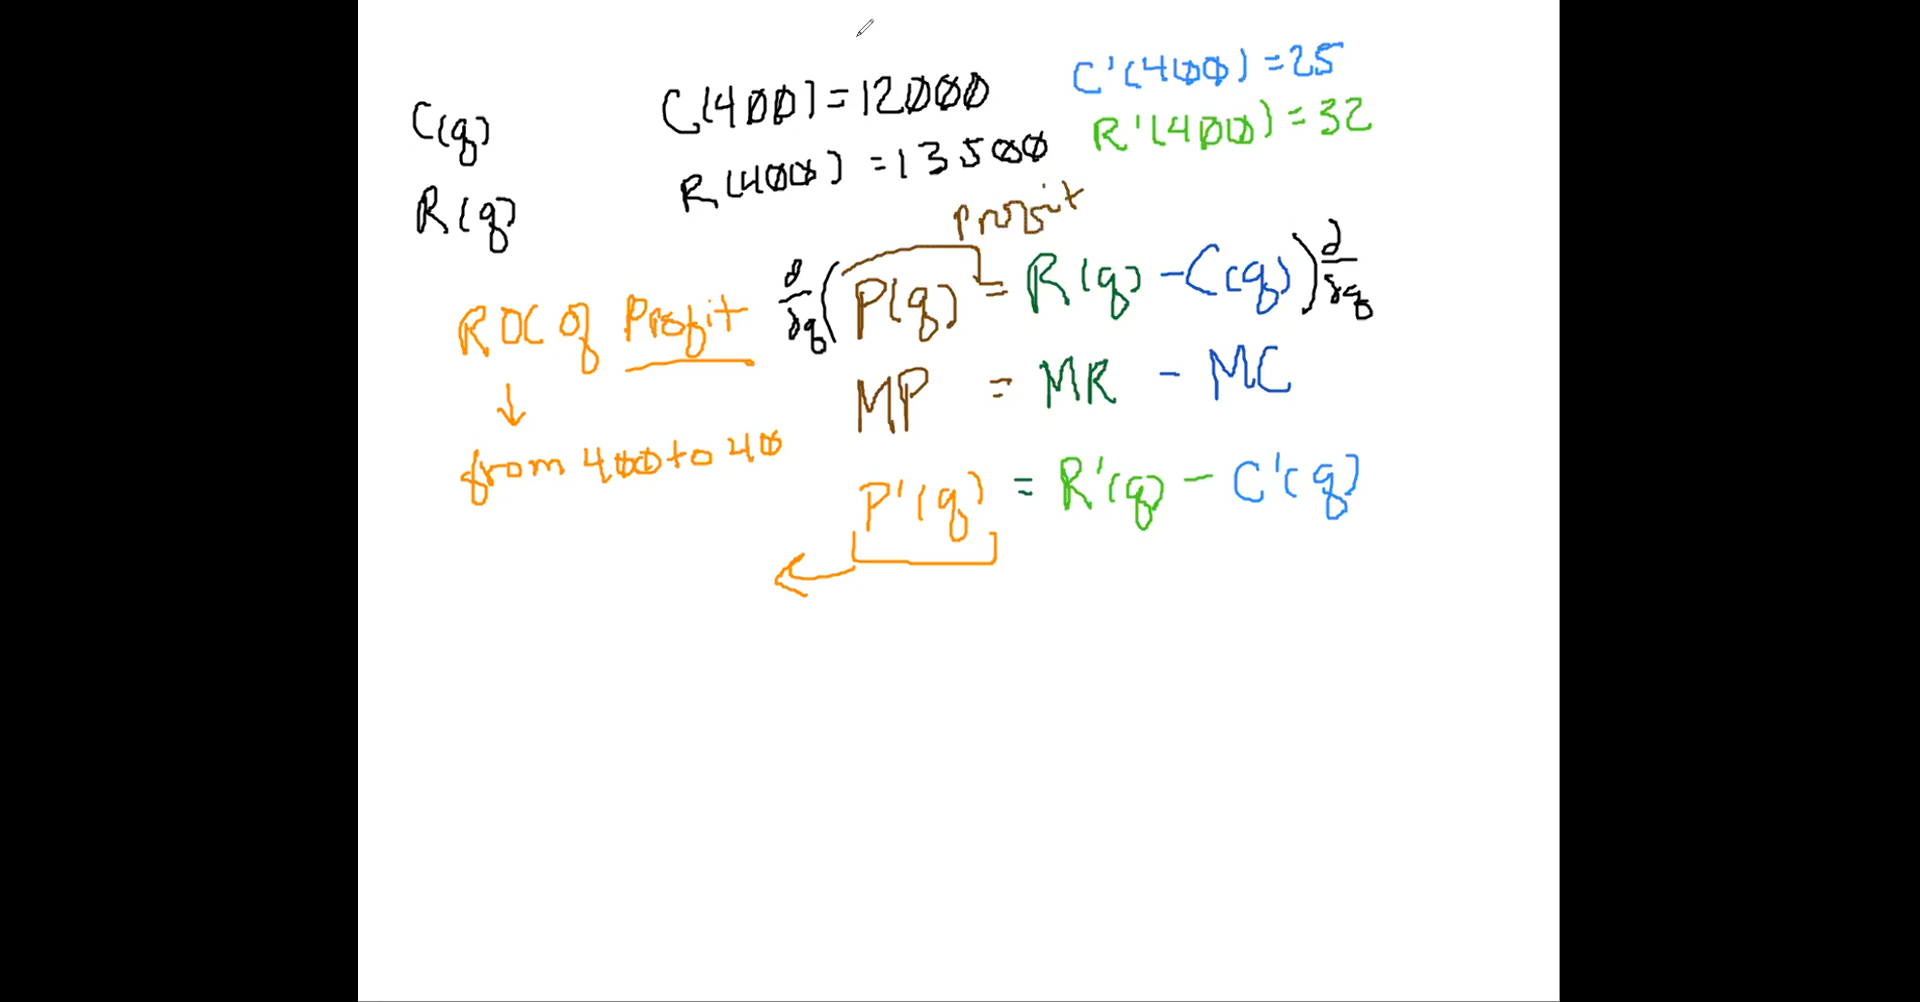 C(q)
R(q)
C(400) = 12000
R(400) = 13500
C'(400) = 25
R'(400) = 32
Profit
d/dq ( P(q) = R(q) - C(q) ) d/dq
MP = MR - MC
P'(q) = R'(q) - C'(q)
ROC of Profit
↓
from 400 to 40